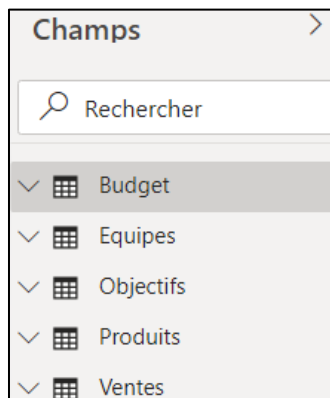 Champs
Rechercher
Budget
Equipes
Objectifs
Produits
Ventes